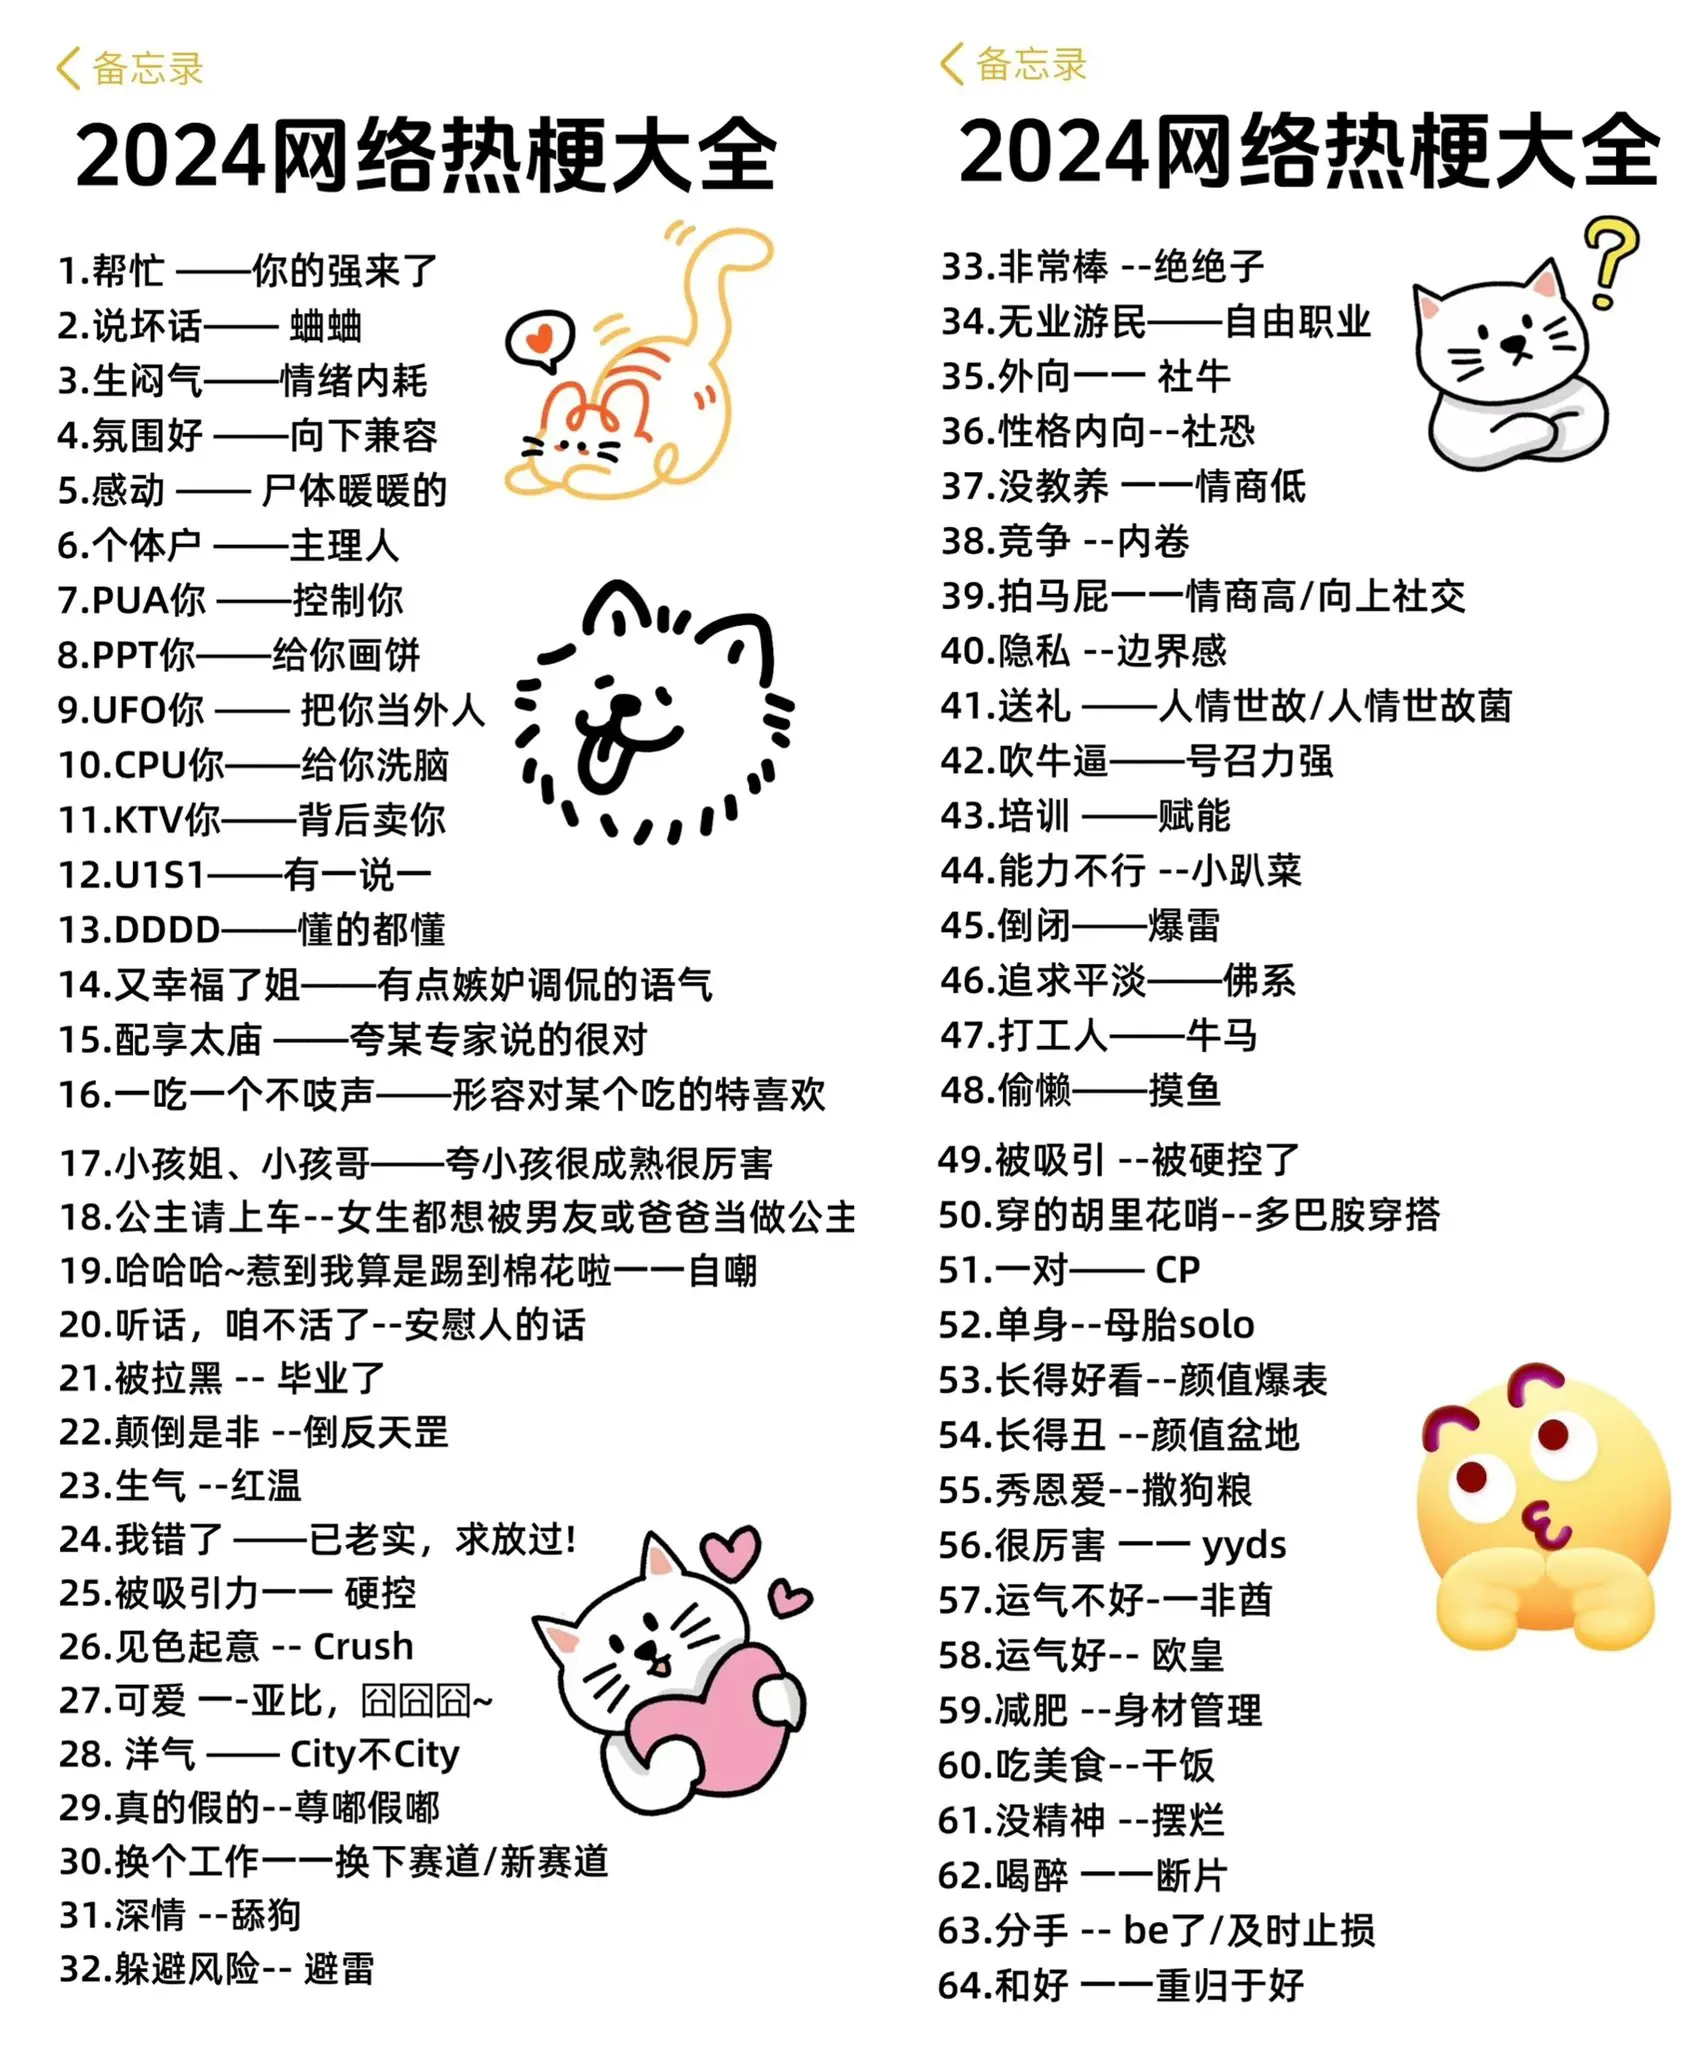 备忘录
2024网络热梗大全
1.帮忙 ——你的强来了
2.说坏话—— 蛐蛐
3.生闷气——情绪内耗
4.氛围好 ——向下兼容
5.感动 —— 尸体暖暖的
6.个体户 ——主理人
7.PUA你 ——控制你
8.PPT你——给你画饼
9.UFO你 —— 把你当外人
10.CPU你——给你洗脑
11.KTV你——背后卖你
12.U1S1——有一说一
13.DDDD——懂的都懂
14.又幸福了姐——有点嫉妒调侃的语气
15.配享太庙 ——夸某专家说的很对
16.一吃一个不吱声——形容对某个吃的特喜欢
17.小孩姐、小孩哥——夸小孩很成熟很厉害
18.公主请上车--女生都想被男友或爸爸当做公主
19.哈哈哈~惹到我算是踢到棉花啦一一自嘲
20.听话，咱不活了--安慰人的话
21.被拉黑 -- 毕业了
22.颠倒是非 --倒反天罡
23.生气 --红温
24.我错了 ——已老实，求放过!
25.被吸引力一一 硬控
26.见色起意 -- Crush
27.可爱 一-亚比，囧囧囧~
28. 洋气 —— City不City
29.真的假的--尊嘟假嘟
30.换个工作一一换下赛道/新赛道
31.深情 --舔狗
32.躲避风险-- 避雷
备忘录
2024网络热梗大全
33.非常棒 --绝绝子
34.无业游民——自由职业
35.外向一一 社牛
36.性格内向--社恐
37.没教养 一一情商低
38.竞争 --内卷
39.拍马屁一一情商高/向上社交
40.隐私 --边界感
41.送礼 ——人情世故/人情世故菌
42.吹牛逼——号召力强
43.培训 ——赋能
44.能力不行 --小趴菜
45.倒闭——爆雷
46.追求平淡——佛系
47.打工人——牛马
48.偷懒——摸鱼
49.被吸引 --被硬控了
50.穿的胡里花哨--多巴胺穿搭
51.一对—— CP
52.单身--母胎solo
53.长得好看--颜值爆表
54.长得丑 --颜值盆地
55.秀恩爱--撒狗粮
56.很厉害 一一 yyds
57.运气不好-一非酋
58.运气好-- 欧皇
59.减肥 --身材管理
60.吃美食--干饭
61.没精神 --摆烂
62.喝醉 一一断片
63.分手 -- be了/及时止损
64.和好 一一重归于好